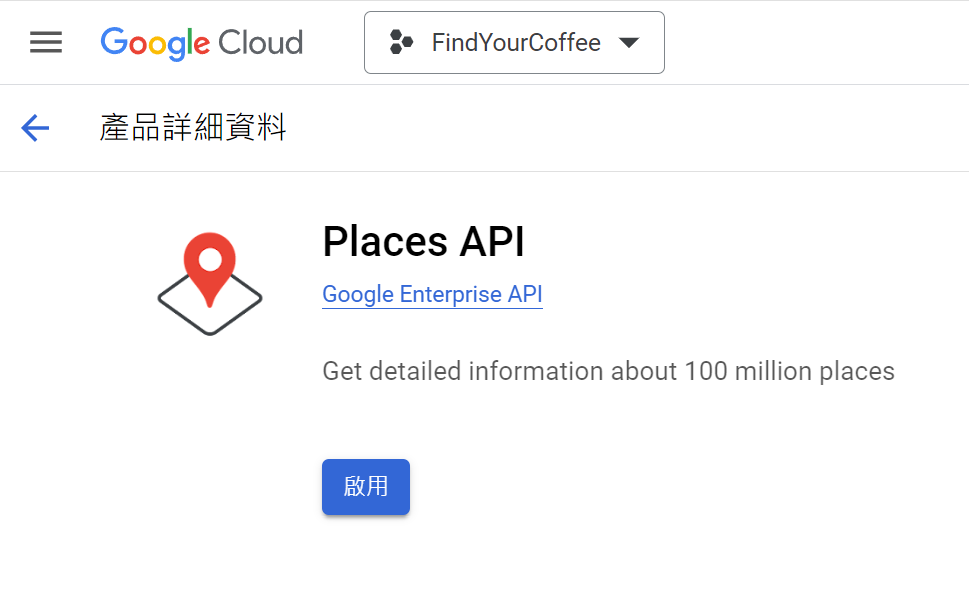 Google Cloud FindYourCoffee
產品詳細資料
Places API
Google Enterprise API
Get detailed information about 100 million places
啟用